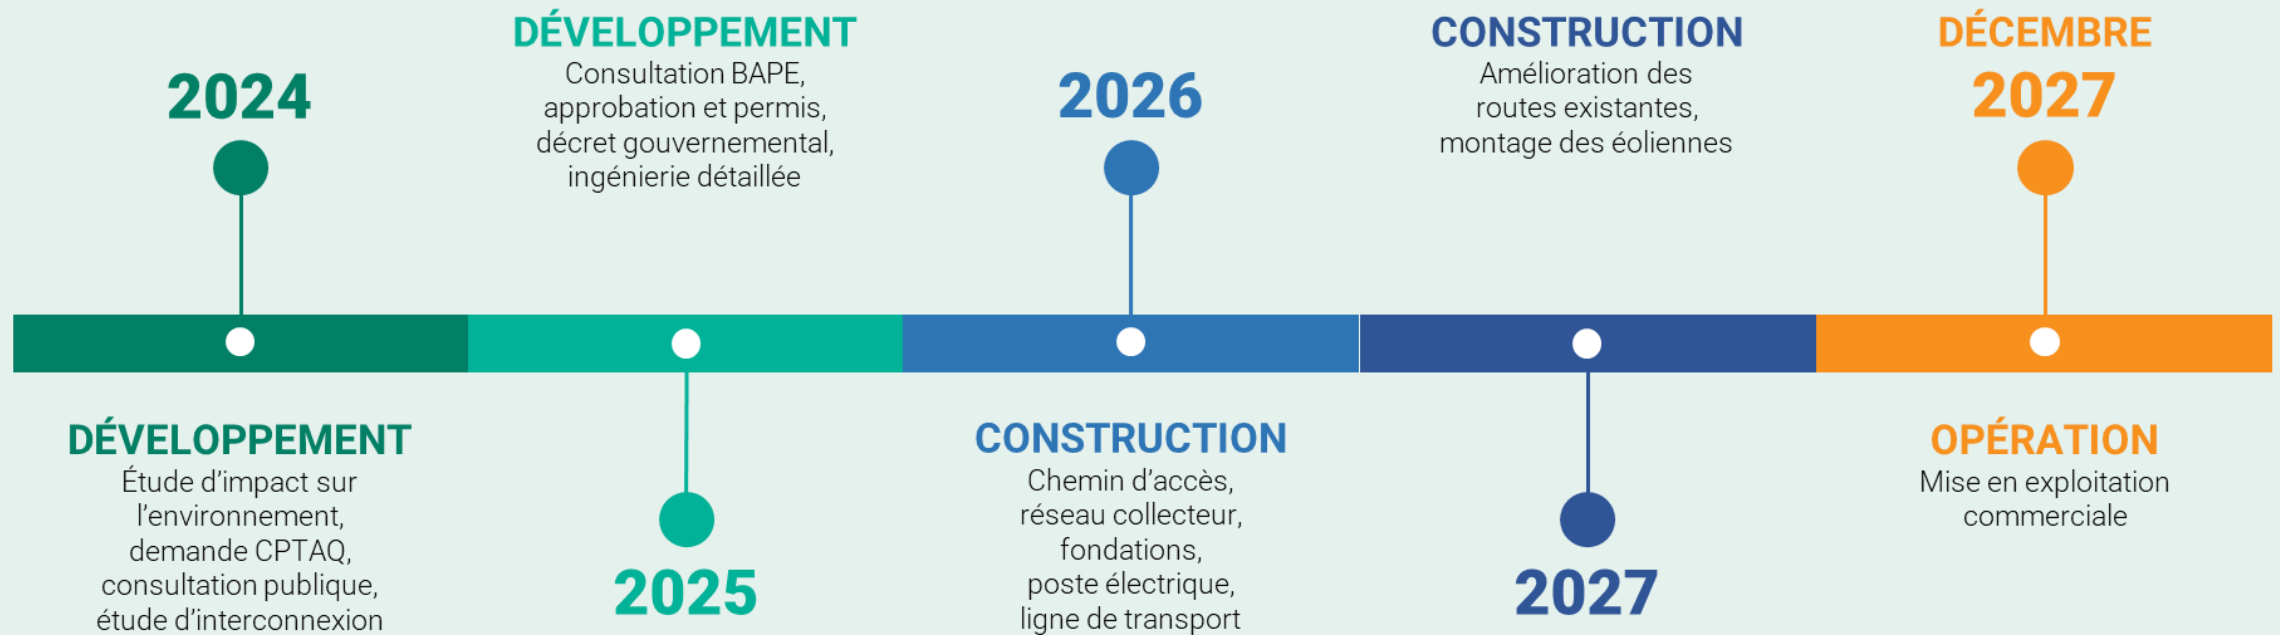 2024
DÉVELOPPEMENT
Étude d'impact sur
l'environnement,
demande CPTAQ,
consultation publique,
étude d'interconnexion
DÉVELOPPEMENT
Consultation BAPE,
approbation et permis,
décret gouvernemental,
ingénierie détaillée
2025
2026
CONSTRUCTION
Chemin d'accès,
réseau collecteur,
fondations,
poste électrique,
ligne de transport
CONSTRUCTION
Amélioration des
routes existantes,
montage des éoliennes
2027
DÉCEMBRE
2027
OPÉRATION
Mise en exploitation
commerciale